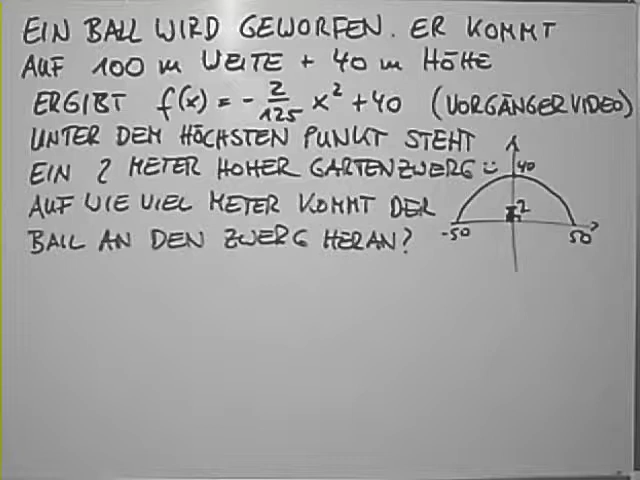 EIN BALL WIRD GEWORFEN. ER KOMMT
AUF 100 m WEITE + 40 m HÖHE
ERGIBT f(x) = - 2/125 x² + 40 (VORGÄNGERVIDEO)
UNTER DEM HÖCHSTEN PUNKT STEHT
EIN 2 METER HOHER GARTENZWERG :)
AUF WIE VIEL METER KOMMT DER
BALL AN DEN ZWERG HERAN?
40
2
-50
50